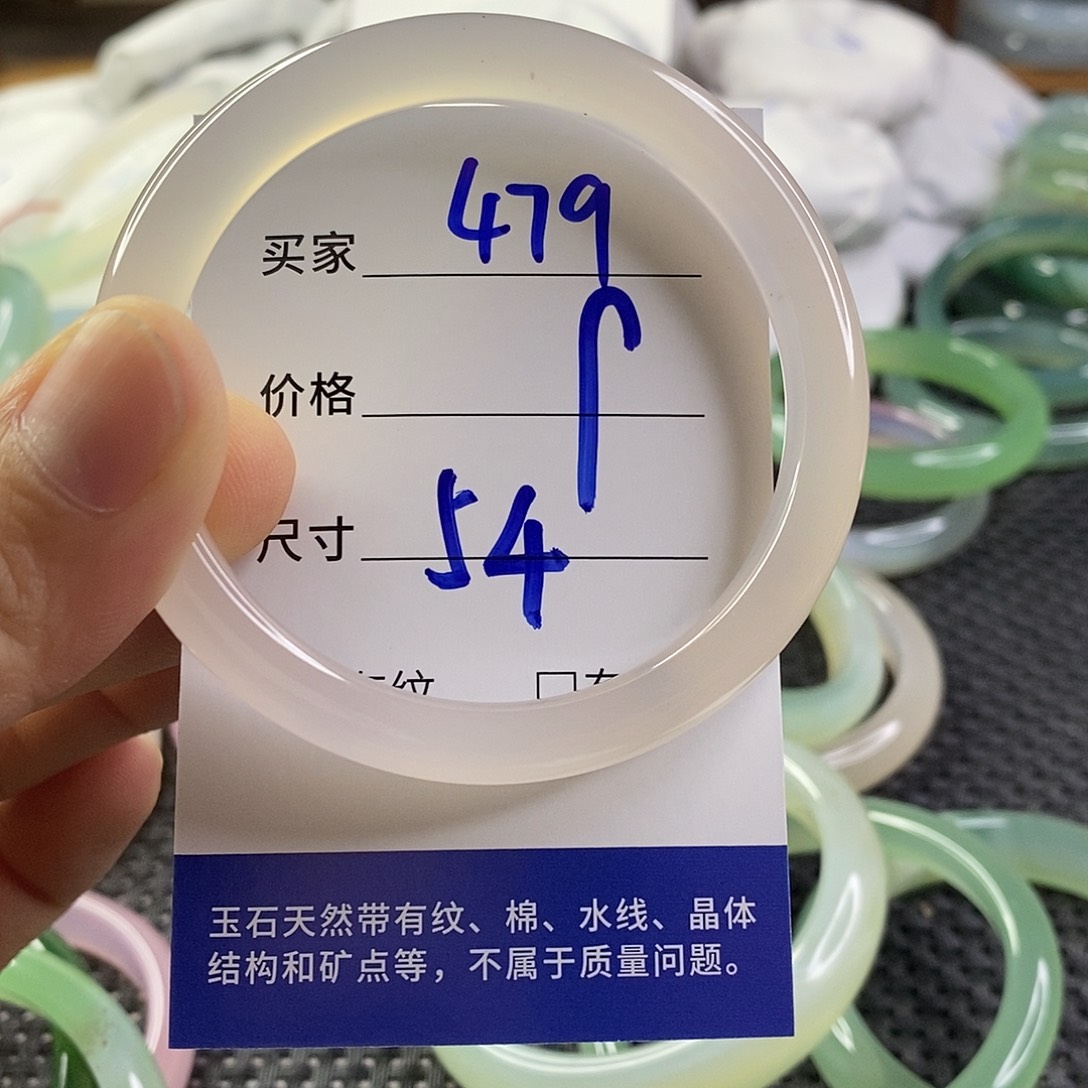 买家 479
价格
尺寸 54
纹 □
玉石天然带有纹、棉、水线、晶体
结构和矿点等，不属于质量问题。